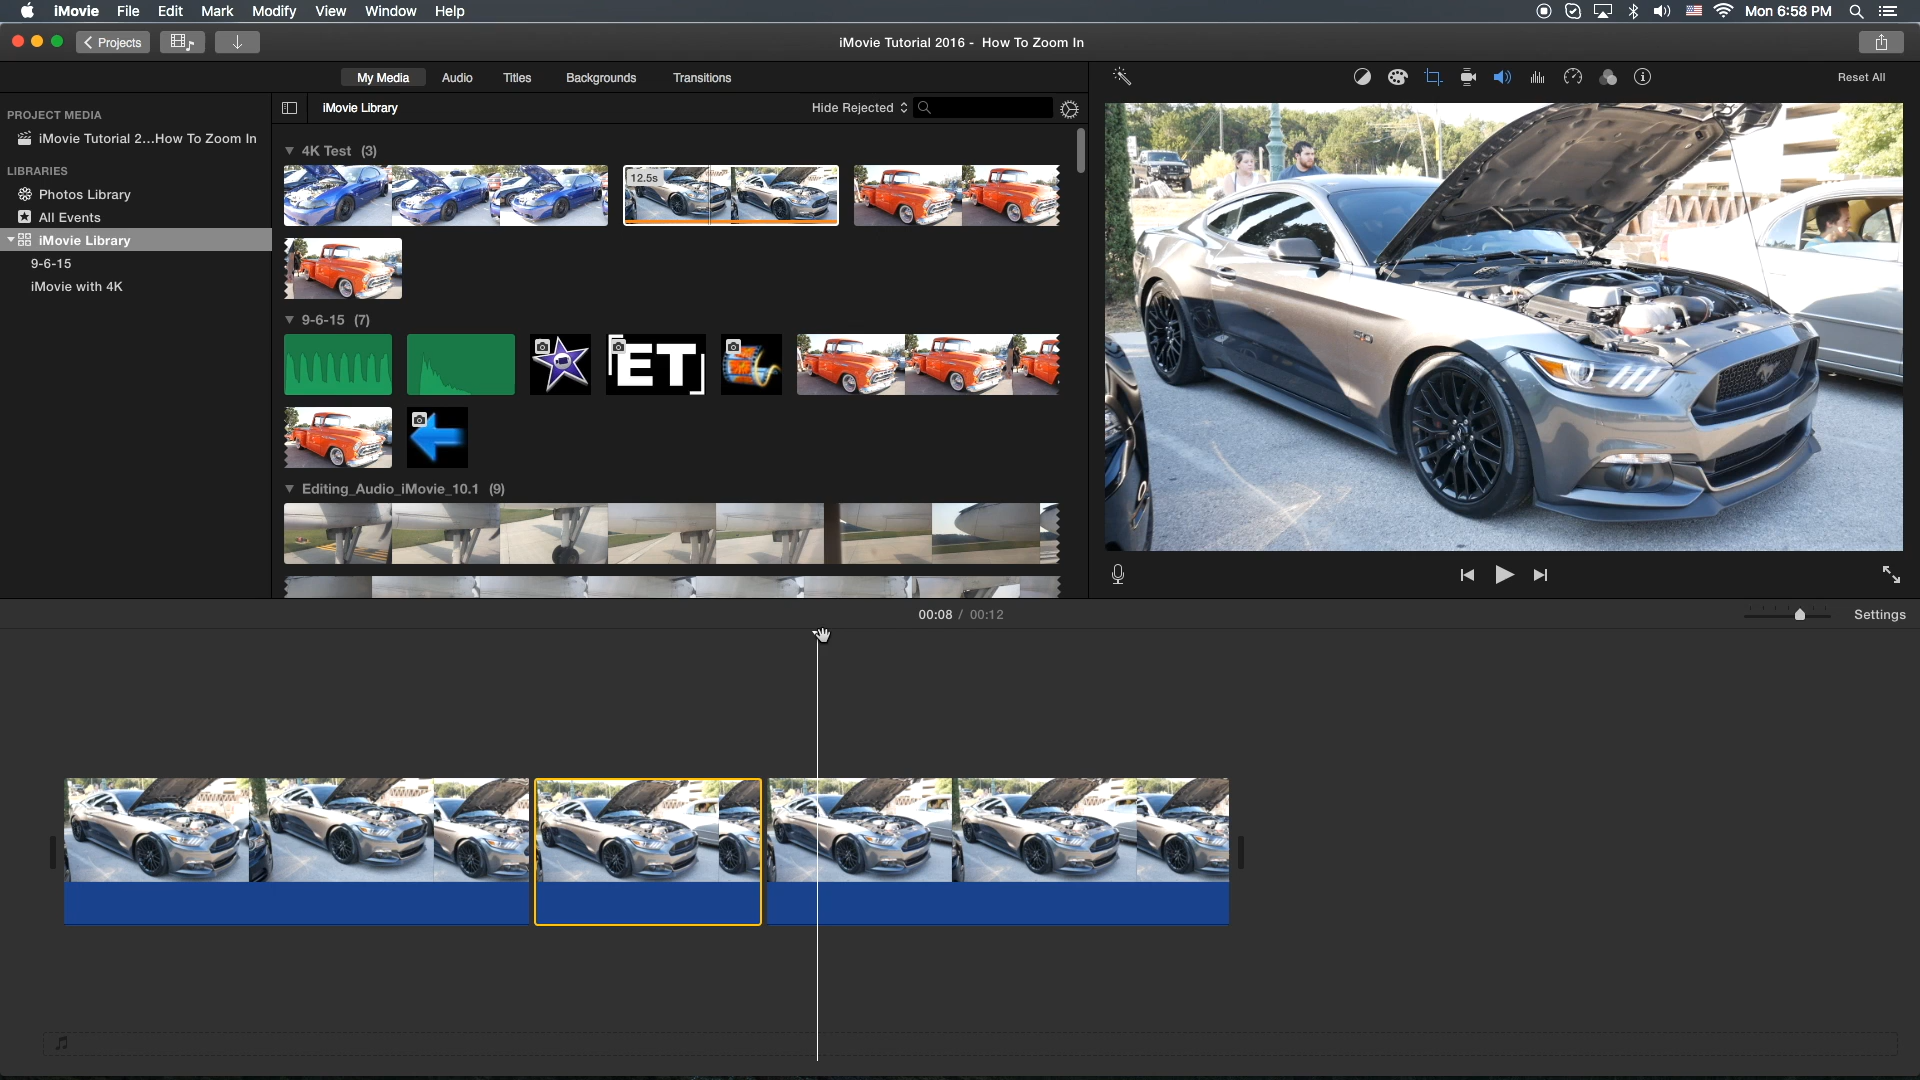 iMovie File Edit Mark Modify View Window Help Mon 6:58 PM
Projects iMovie Tutorial 2016 - How To Zoom In
My Media Audio Titles Backgrounds Transitions Reset All
PROJECT MEDIA
iMovie Tutorial 2...How To Zoom In
LIBRARIES
Photos Library
All Events
iMovie Library
9-6-15
iMovie with 4K
iMovie Library Hide Rejected
4K Test (3)
12.5s
9-6-15 (7)
ET
Editing_Audio_iMovie_10.1 (9)
5.0
00:08 / 00:12 Settings